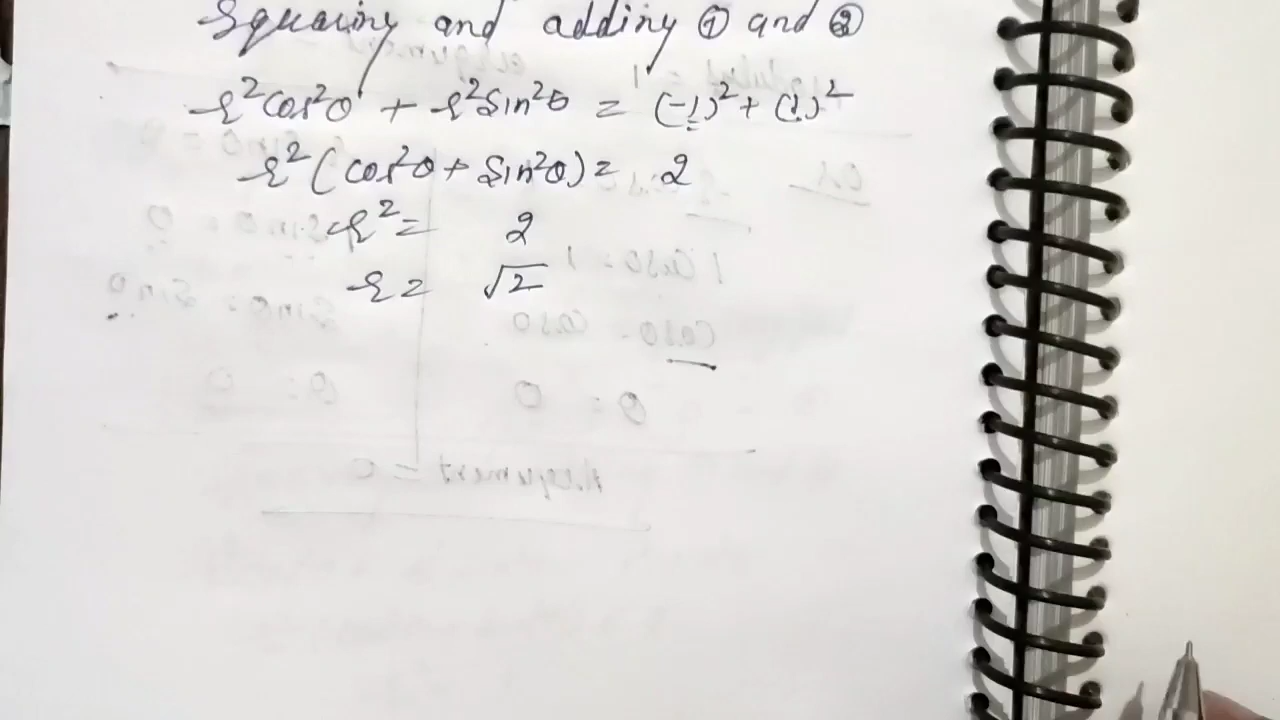 Squaring and adding ① and ②
r²cos²θ + r²sin²θ = (-1)² + (1)²
r²(cos²θ + sin²θ) = 2
r² = 2
r = √2